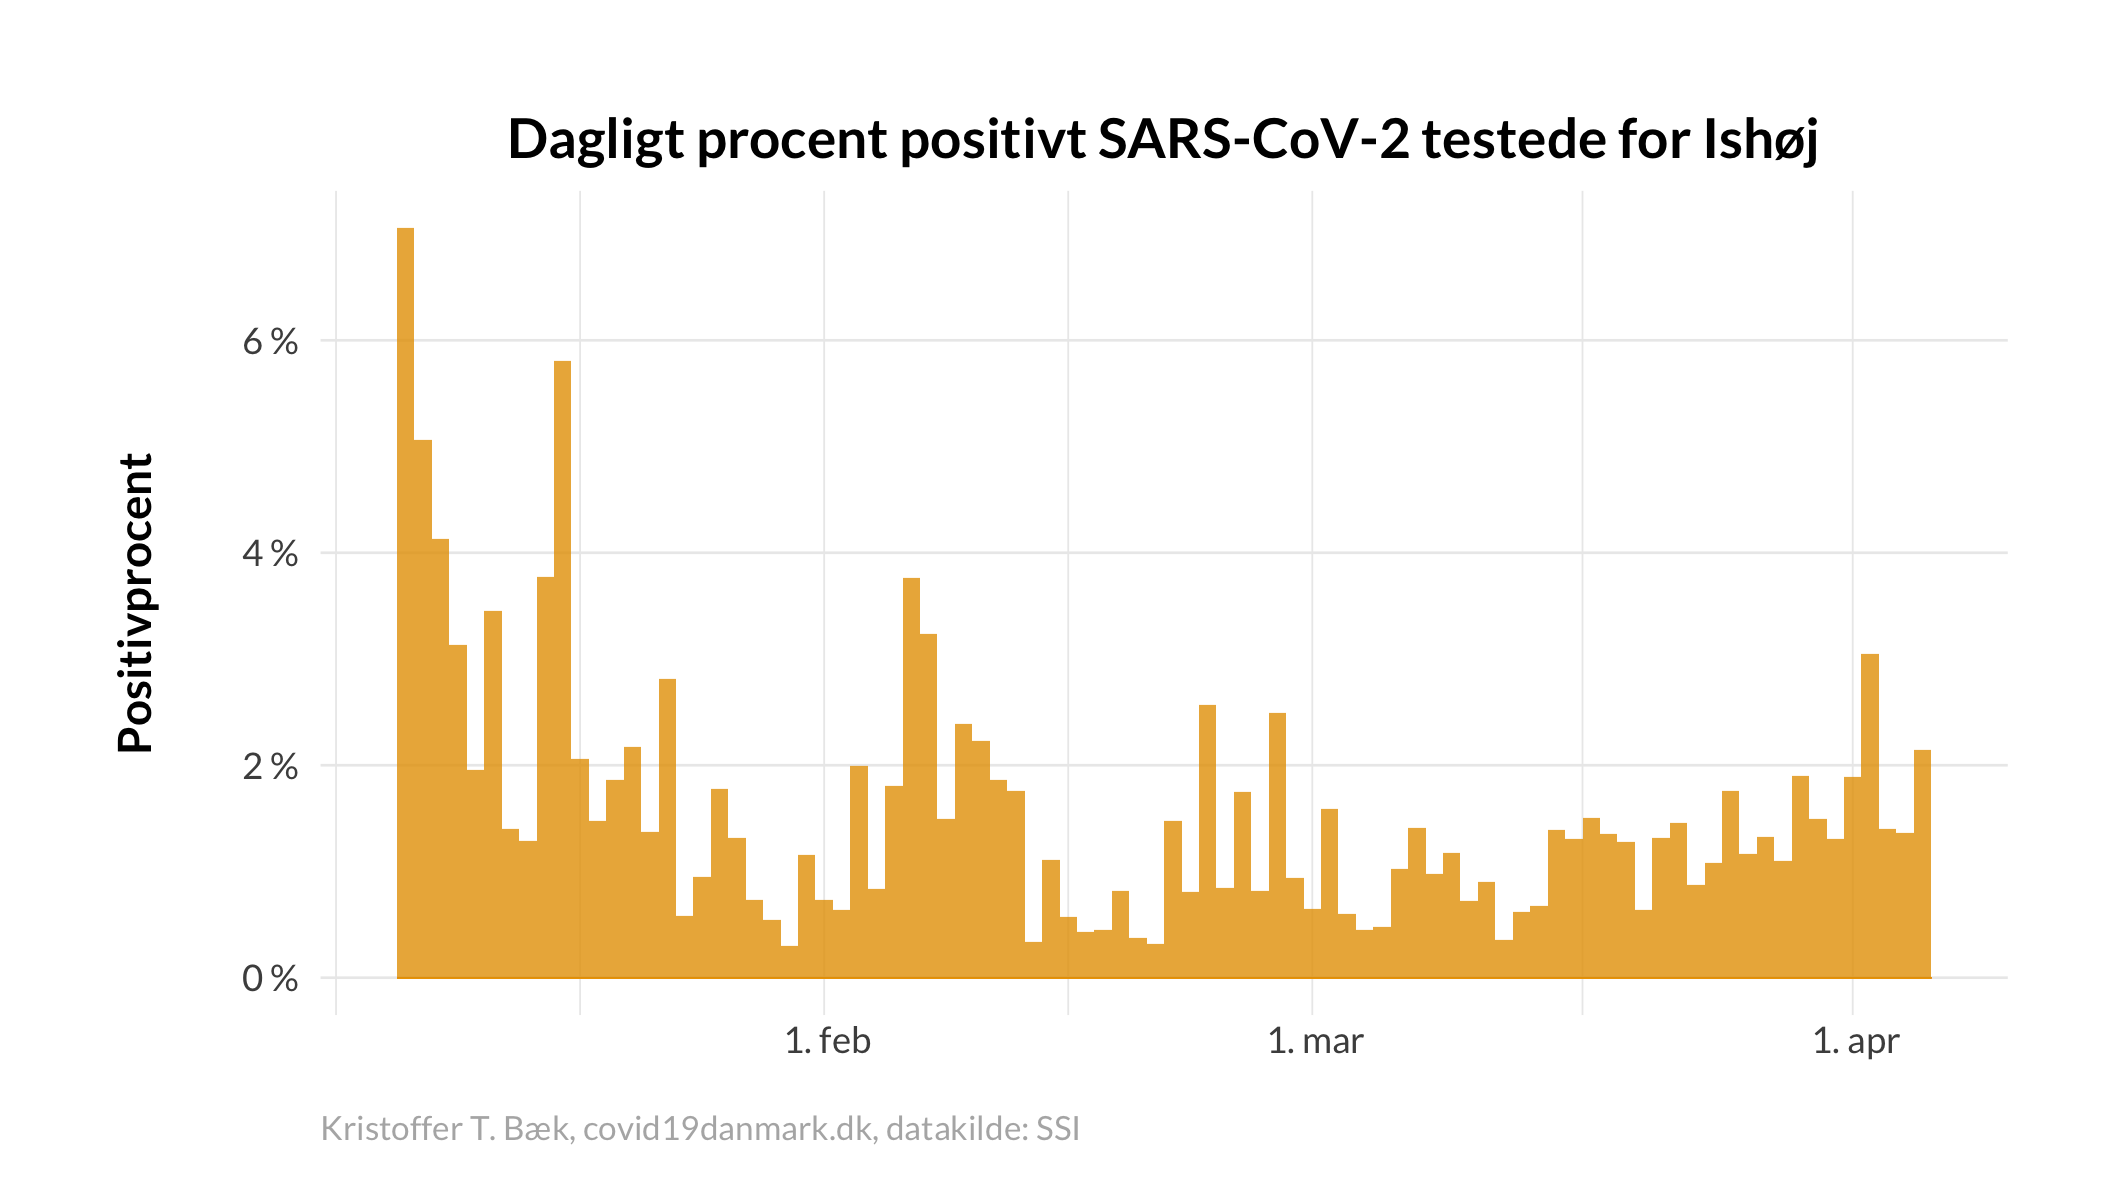 Dagligt procent positivt SARS-CoV-2 testede for Ishøj
Positivprocent
6 %
4 %
2 %
0 %
1. feb
1. mar
1. apr
Kristoffer T. Bæk, covid19danmark.dk, datakilde: SSI